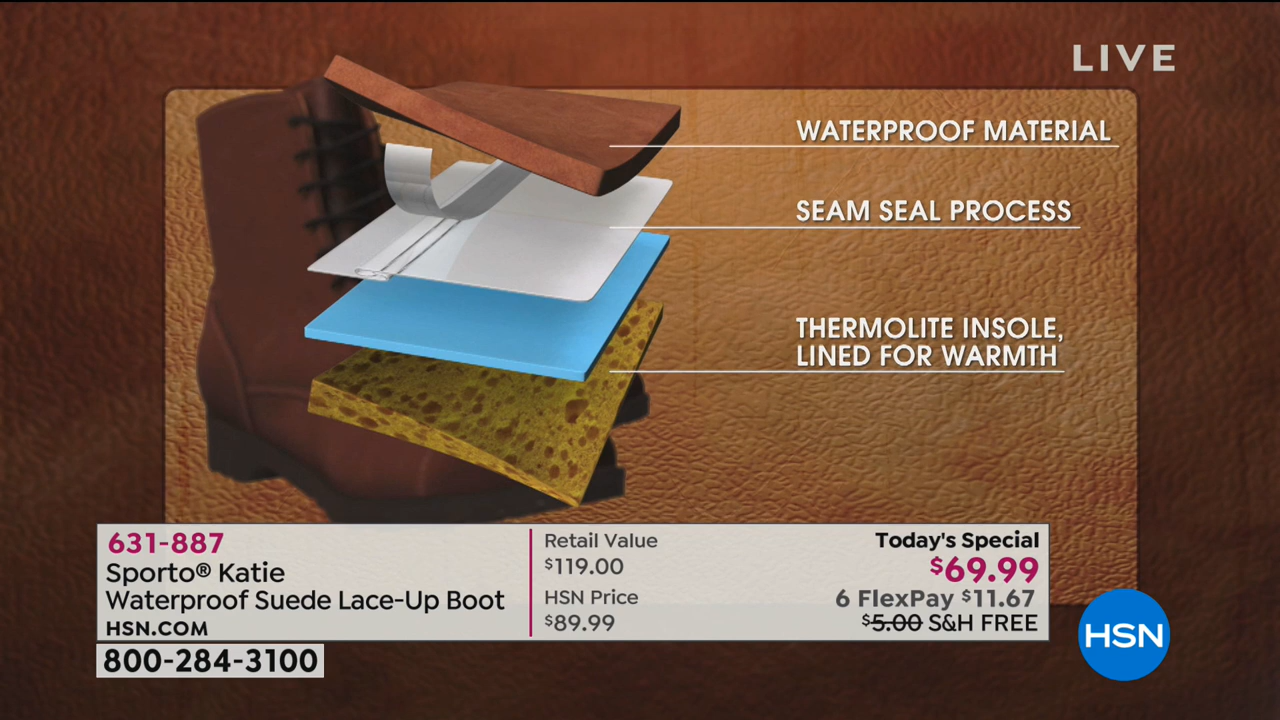 LIVE
WATERPROOF MATERIAL
SEAM SEAL PROCESS
THERMOLITE INSOLE,
LINED FOR WARMTH
631-887
Sporto® Katie
Waterproof Suede Lace-Up Boot
HSN.COM
800-284-3100
Retail Value
$119.00
HSN Price
$89.99
Today's Special
$69.99
6 FlexPay $11.67
$5.00 S&H FREE
HSN